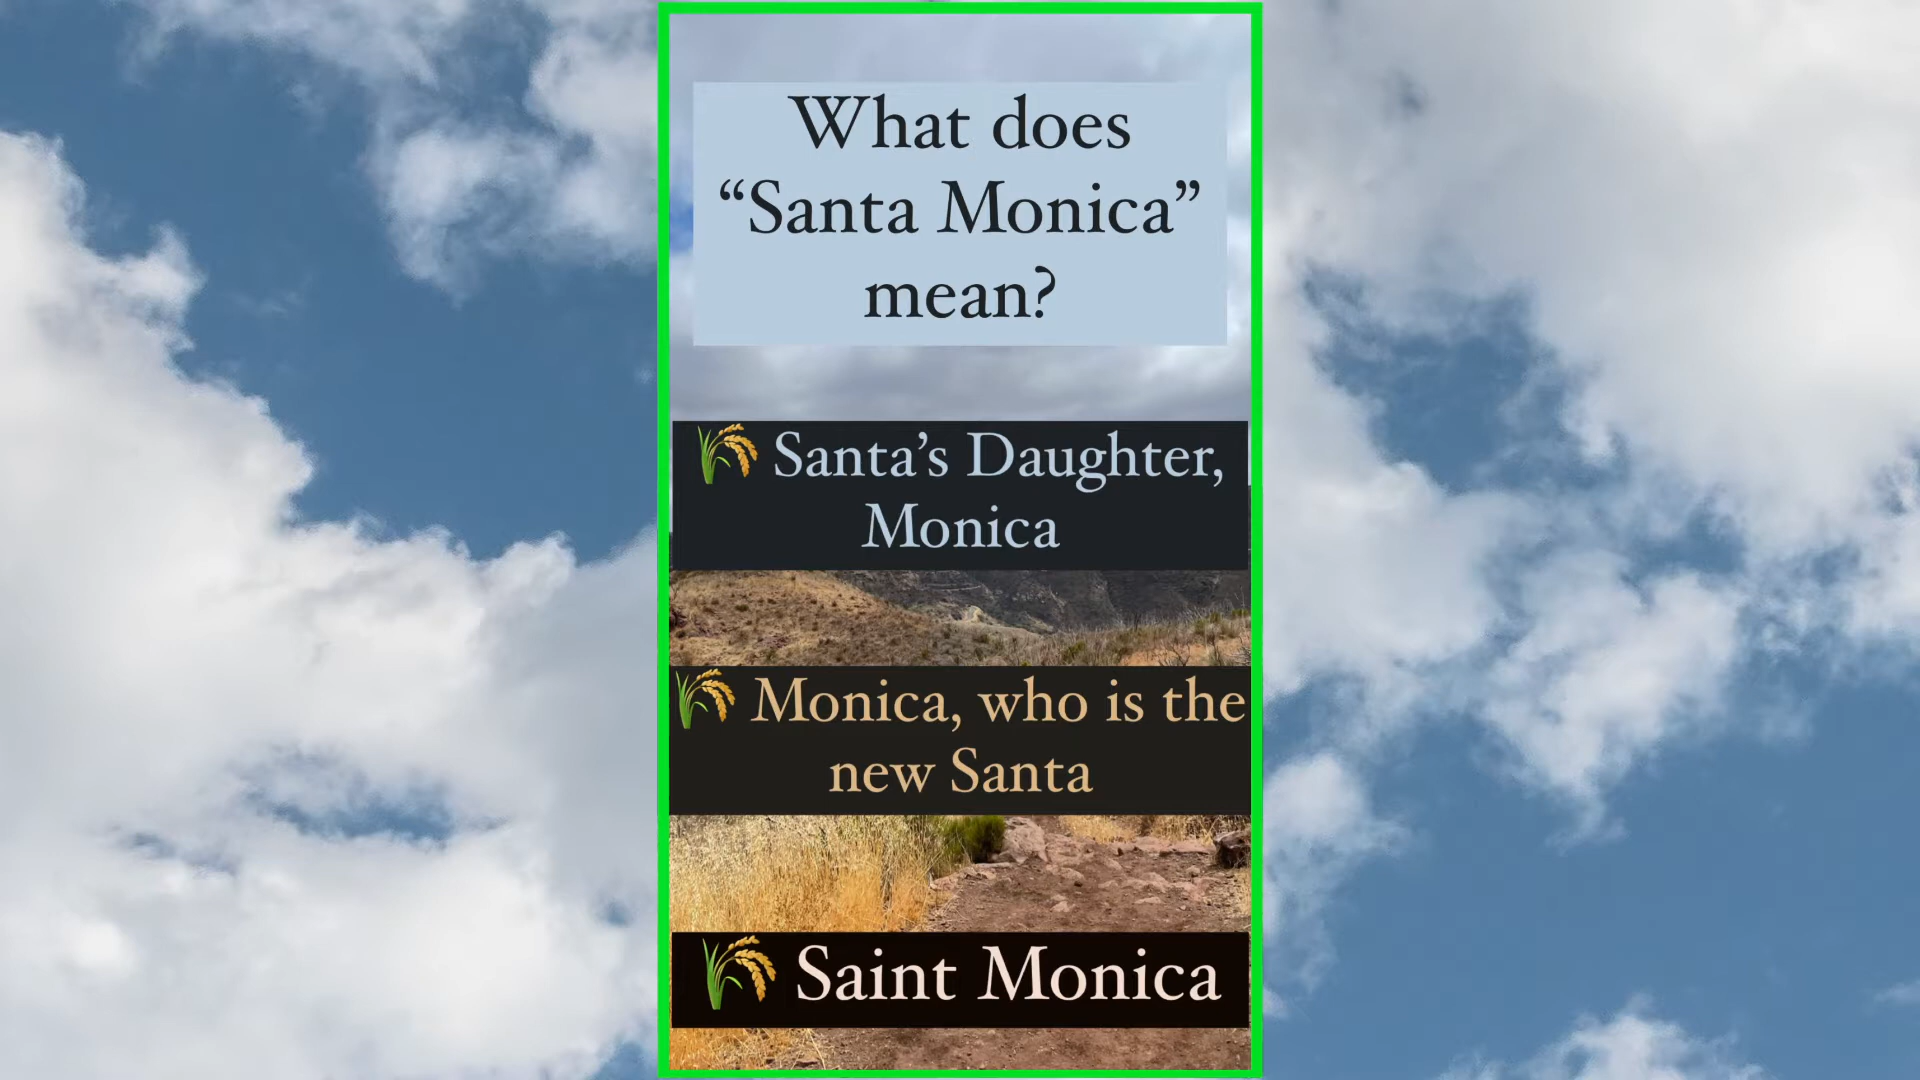 What does
“Santa Monica”
mean?
🌾 Santa’s Daughter,
Monica
🌾 Monica, who is the
new Santa
🌾 Saint Monica